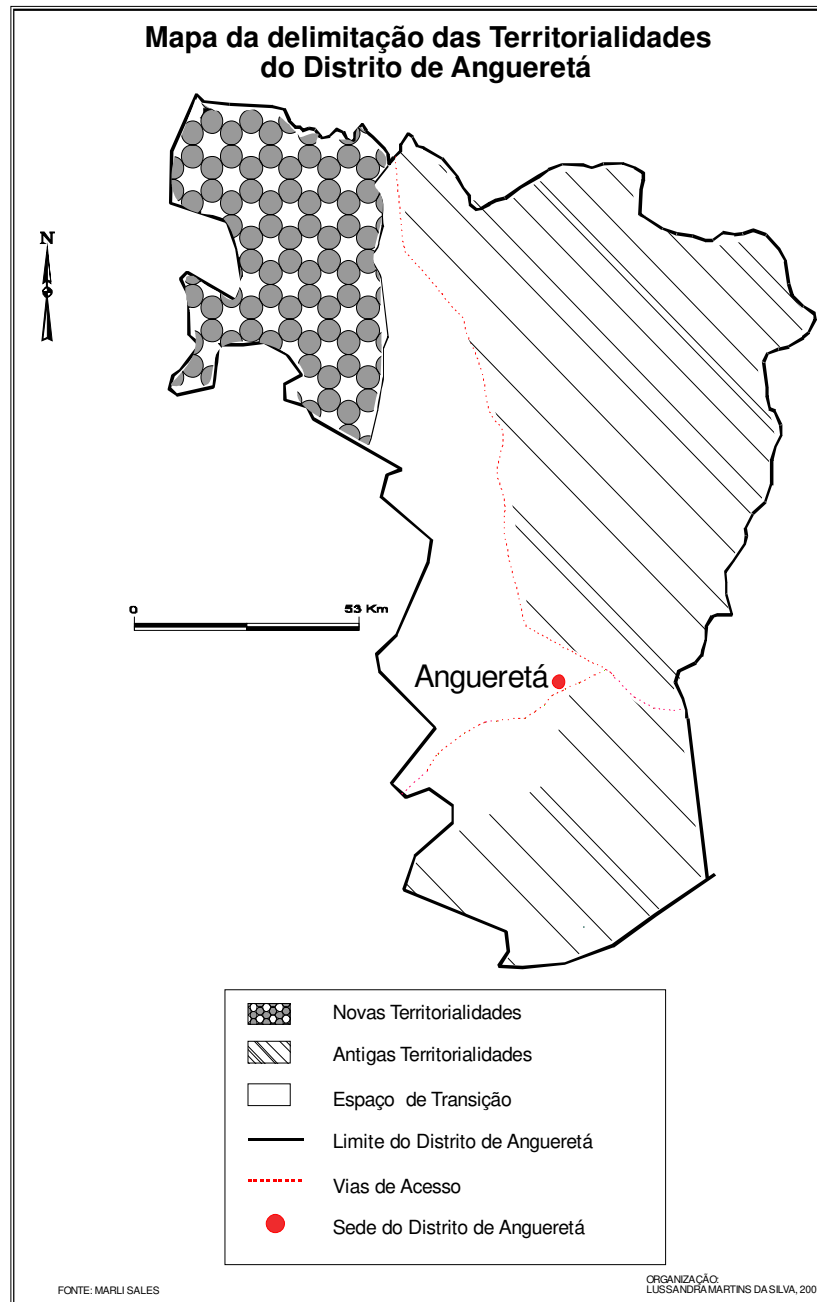 Mapa da delimitação das Territorialidades
do Distrito de Angueretá
N
0 53 Km
Angueretá
Novas Territorialidades
Antigas Territorialidades
Espaço de Transição
Limite do Distrito de Angueretá
Vias de Acesso
Sede do Distrito de Angueretá
FONTE: MARLI SALES
ORGANIZAÇÃO:
LUSSANDRA MARTINS DA SILVA, 200